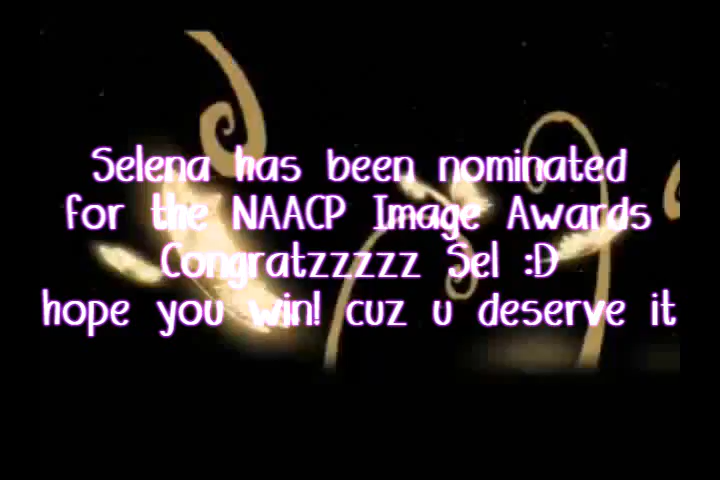 Selena has been nominated
for the NAACP Image Awards
Congratzzzzz Sel :D
hope you win! cuz u deserve it